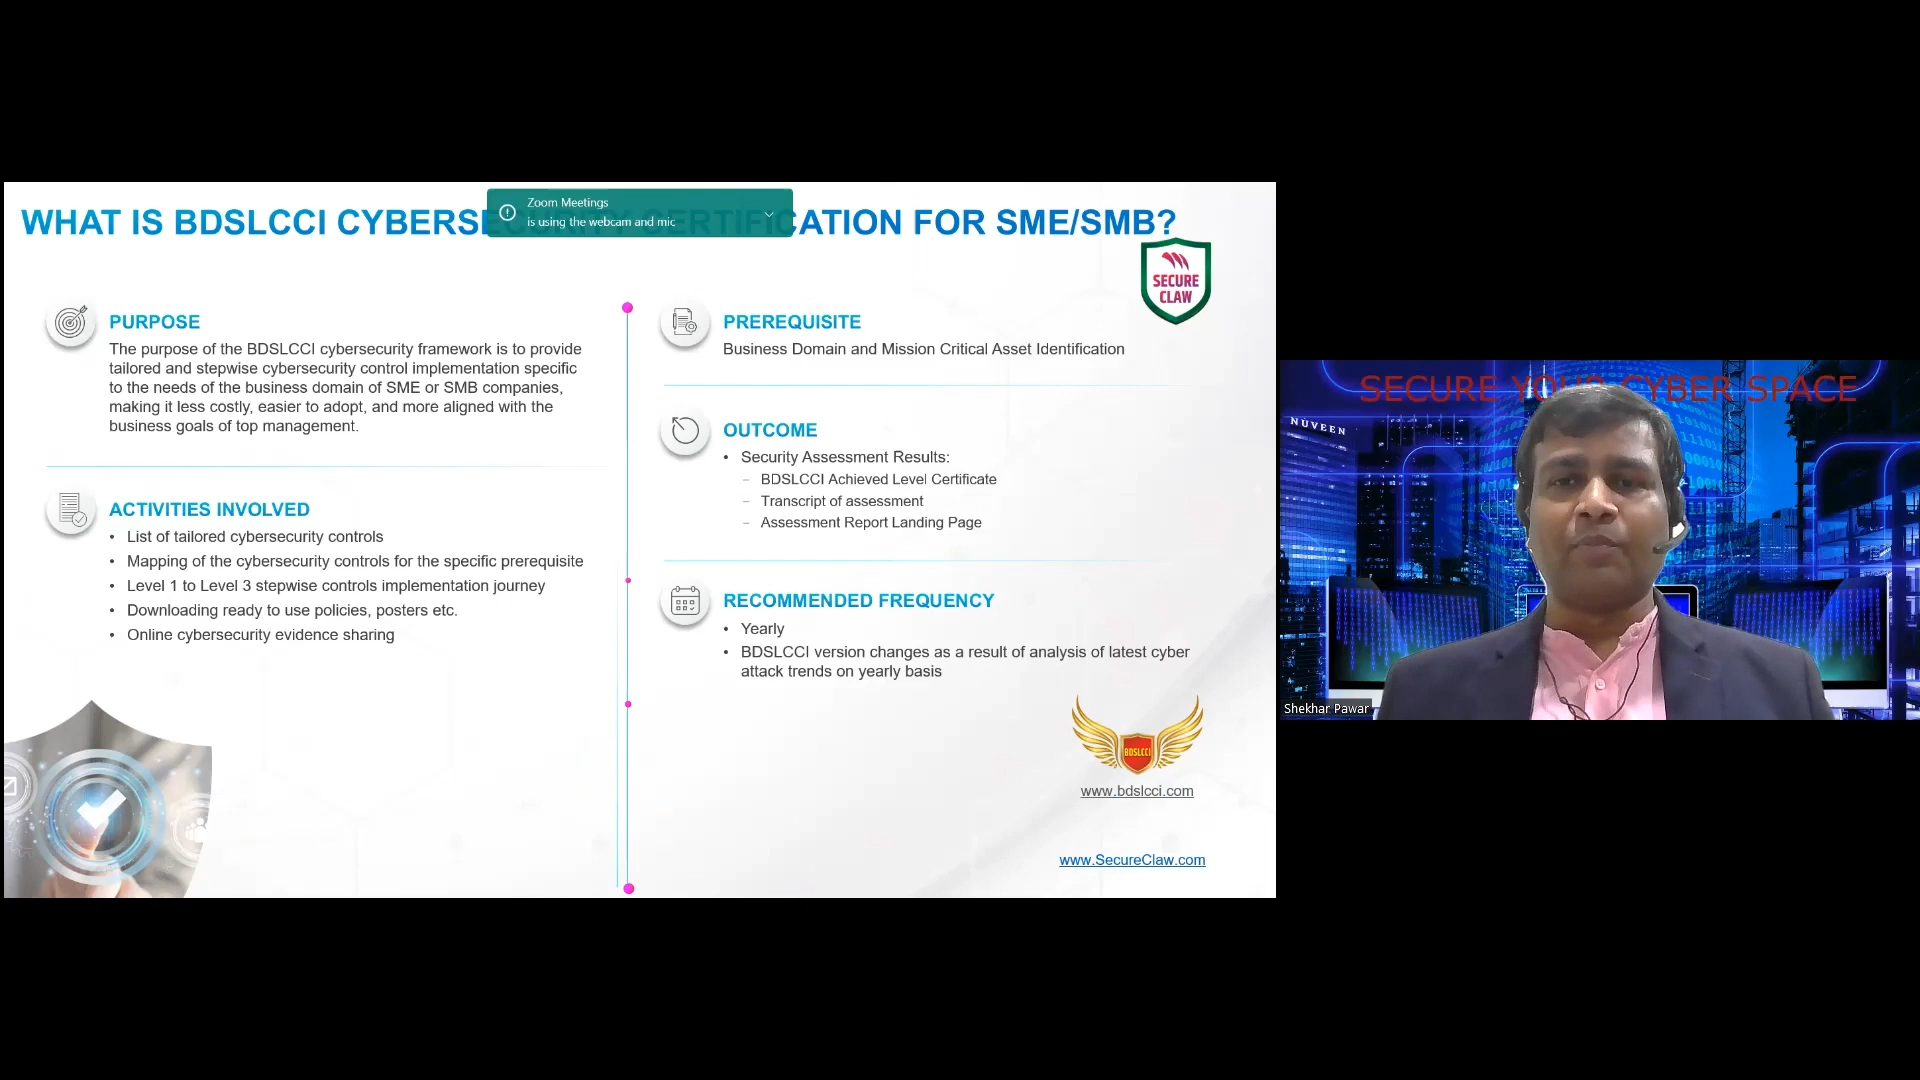 WHAT IS BDSLCCI CYBERSECURITY CERTIFICATION FOR SME/SMB?
Zoom Meetings
is using the webcam and mic
SECURE
CLAW
PURPOSE
The purpose of the BDSLCCI cybersecurity framework is to provide
tailored and stepwise cybersecurity control implementation specific
to the needs of the business domain of SME or SMB companies,
making it less costly, easier to adopt, and more aligned with the
business goals of top management.
ACTIVITIES INVOLVED
• List of tailored cybersecurity controls
• Mapping of the cybersecurity controls for the specific prerequisite
• Level 1 to Level 3 stepwise controls implementation journey
• Downloading ready to use policies, posters etc.
• Online cybersecurity evidence sharing
PREREQUISITE
Business Domain and Mission Critical Asset Identification
OUTCOME
• Security Assessment Results:
– BDSLCCI Achieved Level Certificate
– Transcript of assessment
– Assessment Report Landing Page
RECOMMENDED FREQUENCY
• Yearly
• BDSLCCI version changes as a result of analysis of latest cyber
attack trends on yearly basis
BDSLCCI
www.bdslcci.com
www.SecureClaw.com
SECURE YOUR CYBER SPACE
NUVEEN
Shekhar Pawar